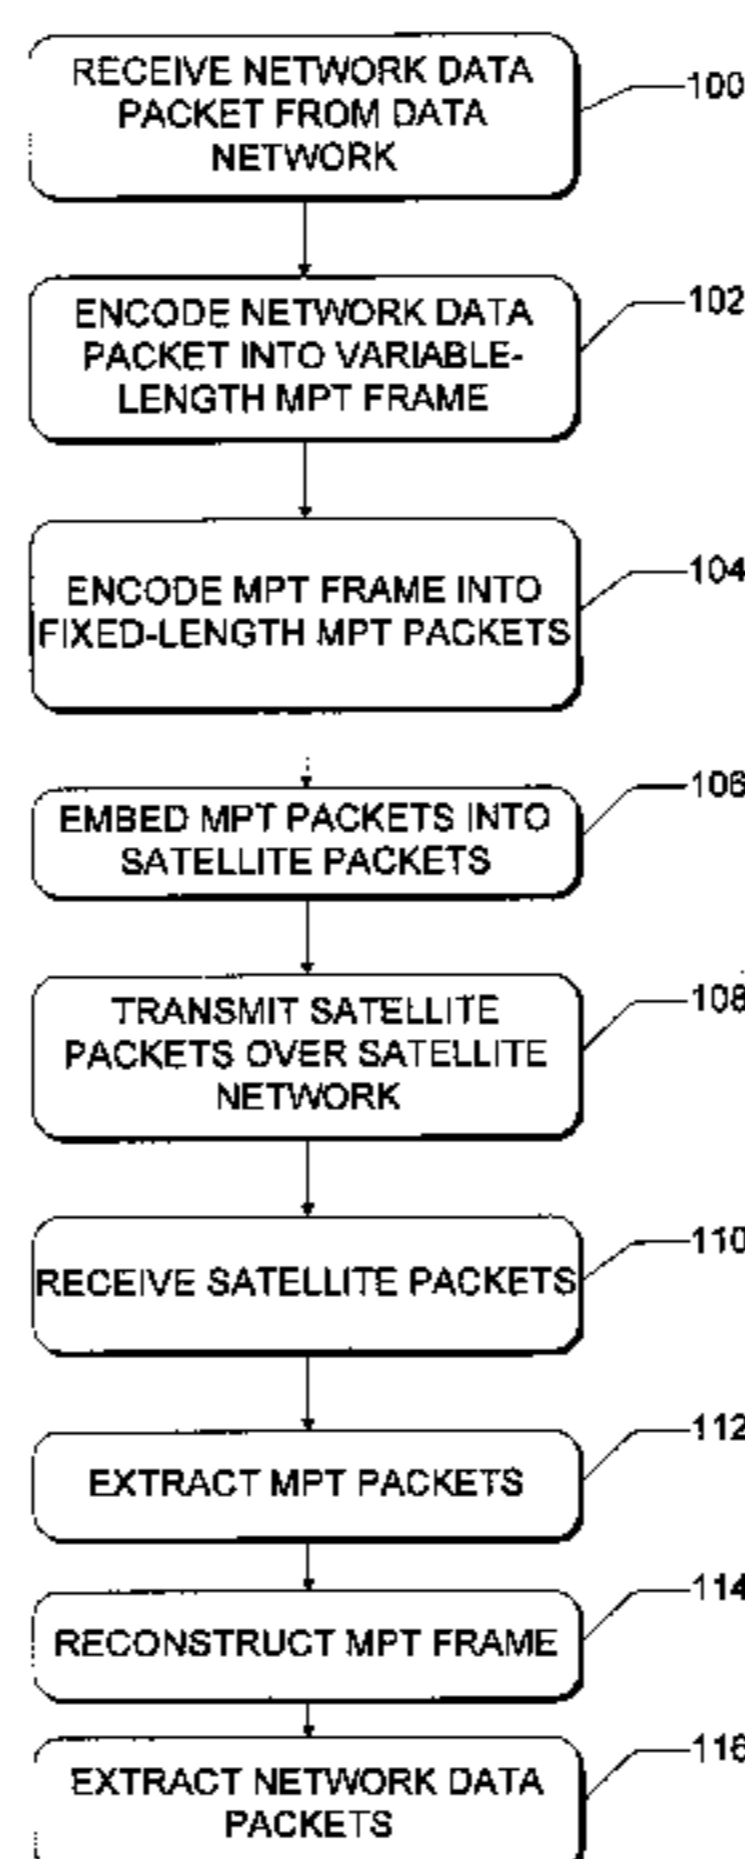 RECEIVE NETWORK DATA
PACKET FROM DATA
NETWORK
100
ENCODE NETWORK DATA
PACKET INTO VARIABLE-
LENGTH MPT FRAME
102
ENCODE MPT FRAME INTO
FIXED-LENGTH MPT PACKETS
104
EMBED MPT PACKETS INTO
SATELLITE PACKETS
106
TRANSMIT SATELLITE
PACKETS OVER SATELLITE
NETWORK
108
RECEIVE SATELLITE PACKETS
110
EXTRACT MPT PACKETS
112
RECONSTRUCT MPT FRAME
114
EXTRACT NETWORK DATA
PACKETS
116